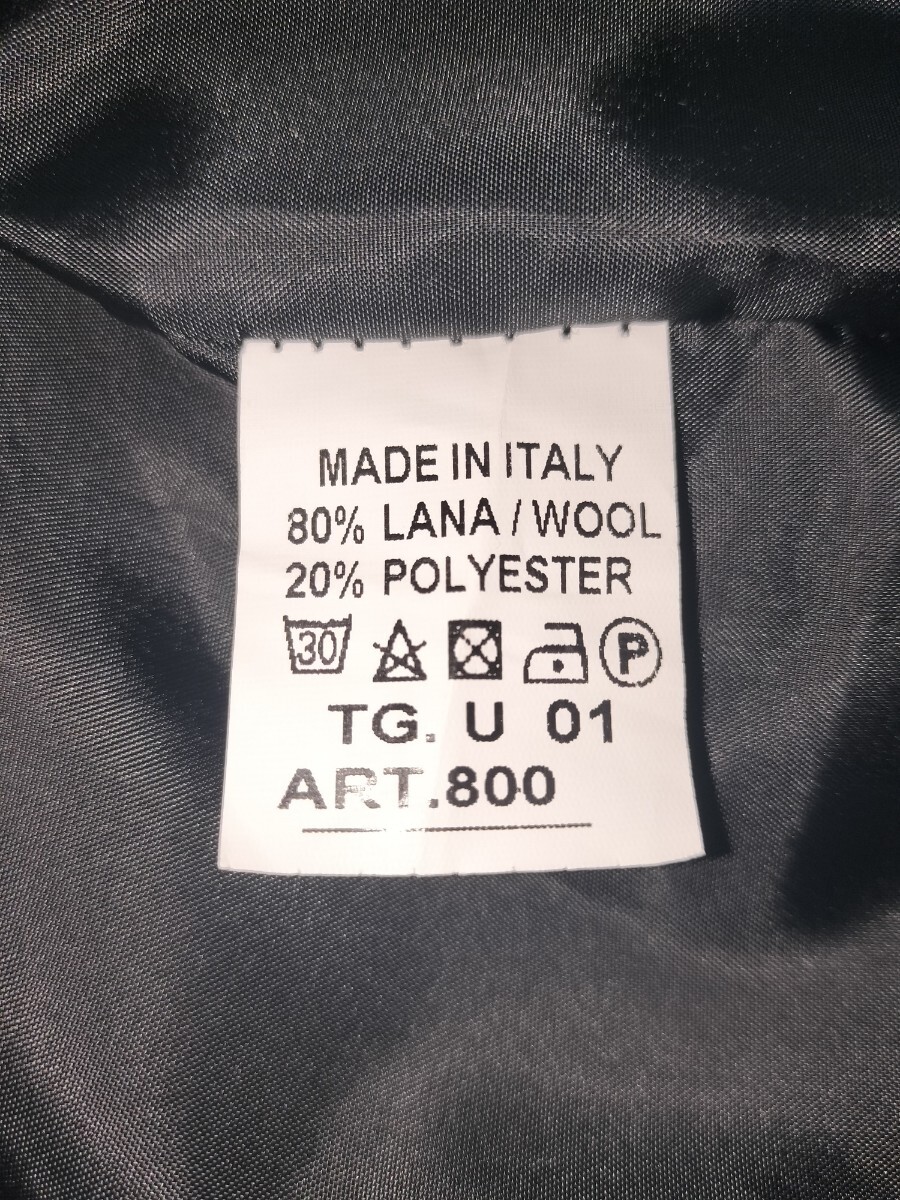 MADE IN ITALY
80% LANA / WOOL
20% POLYESTER
30 P
TG. U 01
ART.800